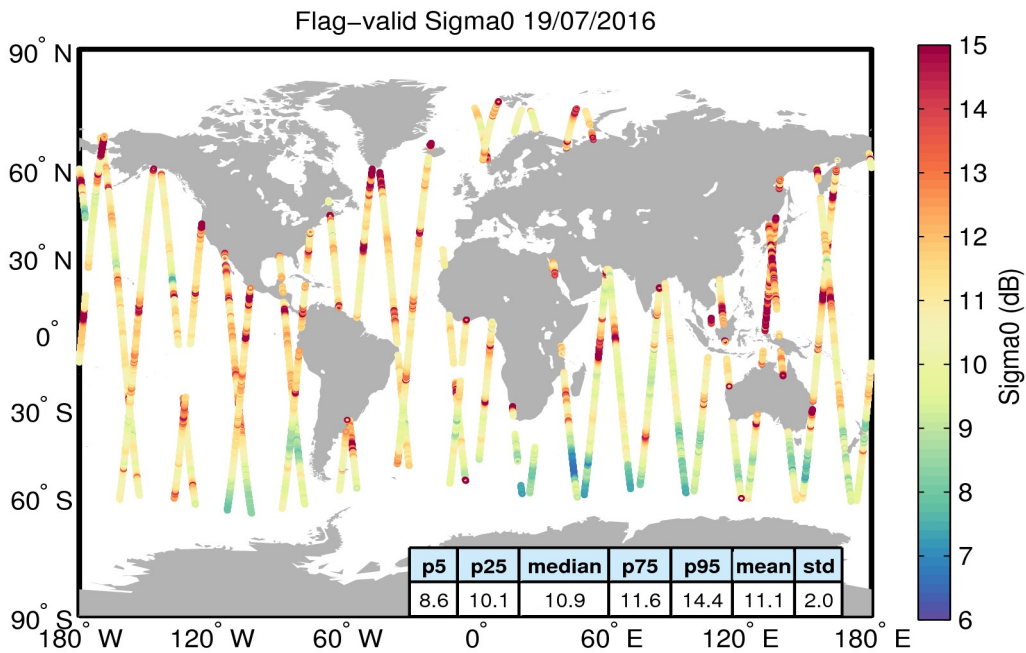 Flag−valid Sigma0 19/07/2016
90° N
60° N
30° N
0°
30° S
60° S
90° S
180° W
120° W
60° W
0°
60° E
120° E
180° E
p5 p25 median p75 p95 mean std
8.6 10.1 10.9 11.6 14.4 11.1 2.0
15
14
13
12
11
10
9
8
7
6
Sigma0 (dB)